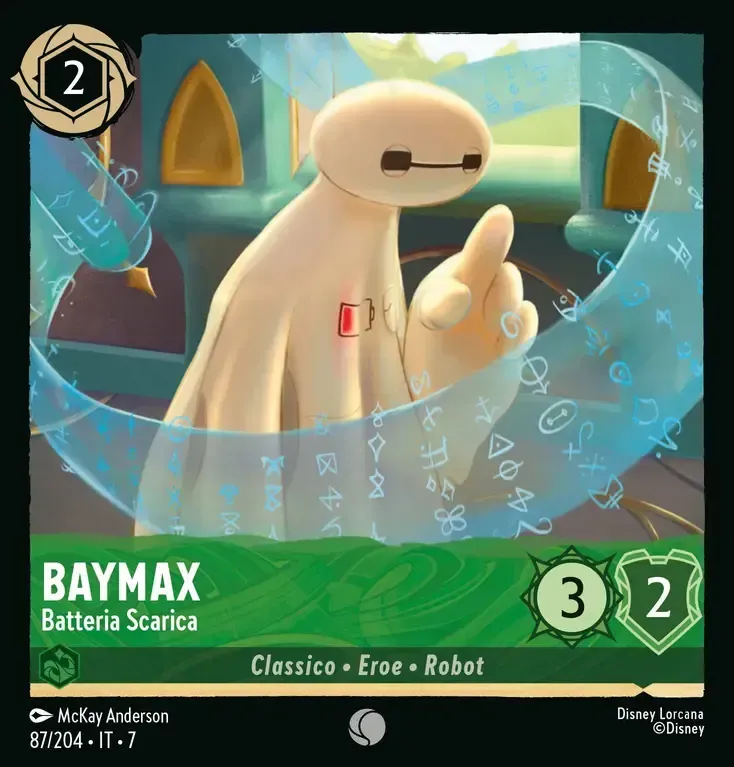 2
BAYMAX
Batteria Scarica
3
2
Classico • Eroe • Robot
McKay Anderson
87/204 • IT • 7
Disney Lorcana
©Disney